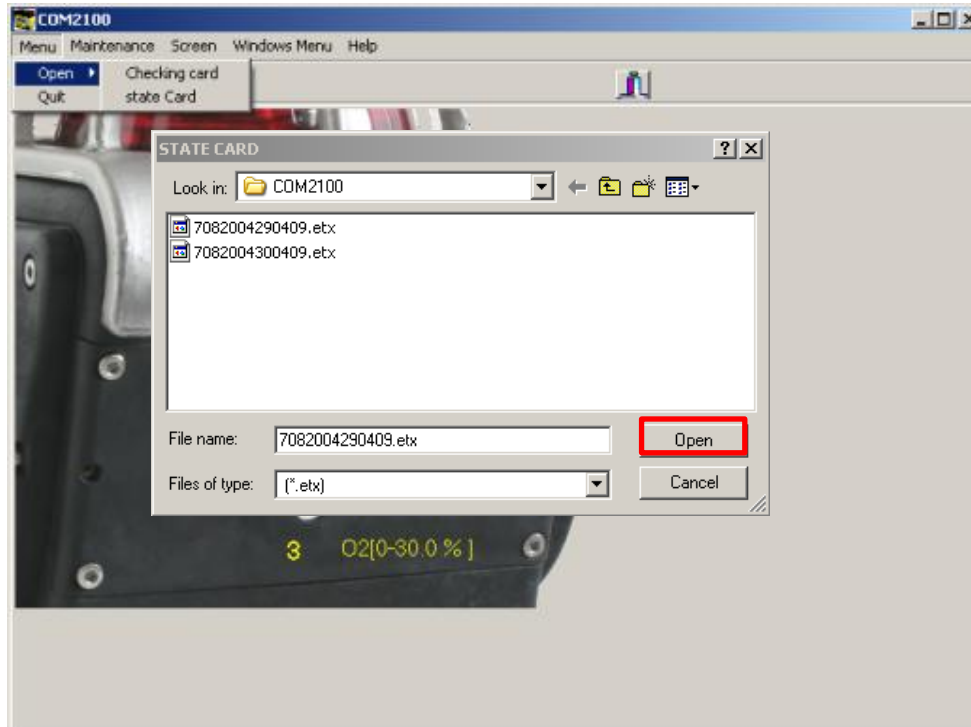 COM2100
Menu Maintenance Screen Windows Menu Help
Open Checking card
Quit state Card
STATE CARD
Look in: COM2100
7082004290409.etx
7082004300409.etx
File name: 7082004290409.etx Open
Files of type: (*.etx) Cancel
3 O2[0-30.0 % ]